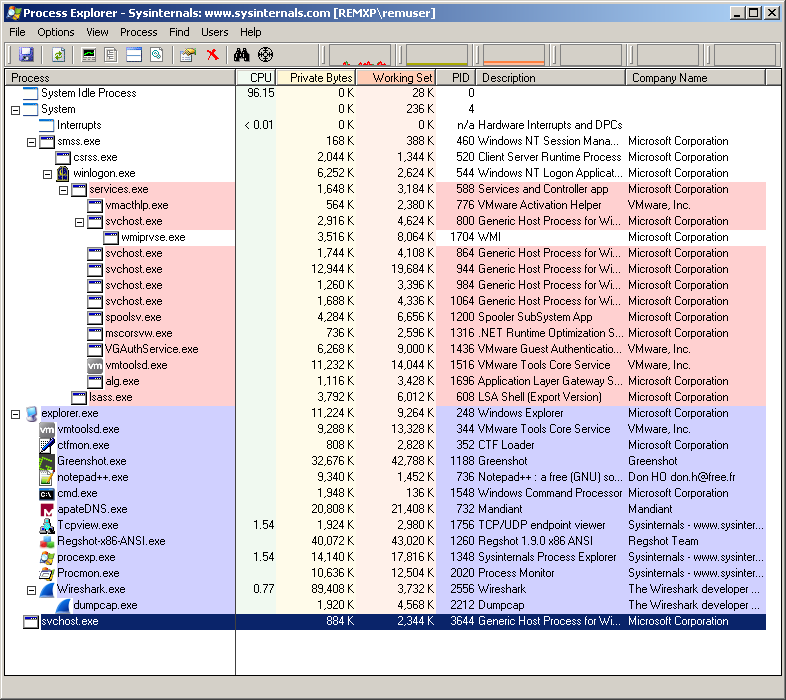 Process Explorer - Sysinternals: www.sysinternals.com [REMXP\remuser]
File Options View Process Find Users Help
Process CPU Private Bytes Working Set PID Description Company Name
System Idle Process 96.15 0 K 28 K 0
System 0 K 236 K 4
Interrupts < 0.01 0 K 0 K n/a Hardware Interrupts and DPCs
smss.exe 168 K 388 K 460 Windows NT Session Mana... Microsoft Corporation
csrss.exe 2,044 K 1,344 K 520 Client Server Runtime Process Microsoft Corporation
winlogon.exe 6,252 K 2,624 K 544 Windows NT Logon Applicat... Microsoft Corporation
services.exe 1,648 K 3,184 K 588 Services and Controller app Microsoft Corporation
vmacthlp.exe 564 K 2,380 K 776 VMware Activation Helper VMware, Inc.
svchost.exe 2,916 K 4,624 K 800 Generic Host Process for Wi... Microsoft Corporation
wmiprvse.exe 3,516 K 8,064 K 1704 WMI Microsoft Corporation
svchost.exe 1,744 K 4,108 K 864 Generic Host Process for Wi... Microsoft Corporation
svchost.exe 12,944 K 19,684 K 944 Generic Host Process for Wi... Microsoft Corporation
svchost.exe 1,260 K 3,396 K 984 Generic Host Process for Wi... Microsoft Corporation
svchost.exe 1,688 K 4,336 K 1064 Generic Host Process for Wi... Microsoft Corporation
spoolsv.exe 4,284 K 6,656 K 1200 Spooler SubSystem App Microsoft Corporation
mscorsvw.exe 736 K 2,596 K 1316 .NET Runtime Optimization S... Microsoft Corporation
VGAuthService.exe 6,268 K 9,000 K 1436 VMware Guest Authenticatio... VMware, Inc.
vm vmtoolsd.exe 11,232 K 14,044 K 1516 VMware Tools Core Service VMware, Inc.
alg.exe 1,116 K 3,428 K 1696 Application Layer Gateway S... Microsoft Corporation
lsass.exe 3,792 K 6,012 K 608 LSA Shell (Export Version) Microsoft Corporation
explorer.exe 11,224 K 9,264 K 248 Windows Explorer Microsoft Corporation
vm vmtoolsd.exe 9,288 K 13,328 K 344 VMware Tools Core Service VMware, Inc.
ctfmon.exe 808 K 2,828 K 352 CTF Loader Microsoft Corporation
Greenshot.exe 32,676 K 42,788 K 1188 Greenshot Greenshot
notepad++.exe 9,340 K 1,452 K 736 Notepad++ : a free (GNU) so... Don HO don.h@free.fr
cmd.exe 1,948 K 136 K 1548 Windows Command Processor Microsoft Corporation
apateDNS.exe 20,808 K 21,408 K 732 Mandiant Mandiant
Tcpview.exe 1.54 1,924 K 2,980 K 1756 TCP/UDP endpoint viewer Sysinternals - www.sysinter...
Regshot-x86-ANSI.exe 40,072 K 43,020 K 1260 Regshot 1.9.0 x86 ANSI Regshot Team
procexp.exe 1.54 14,140 K 17,816 K 1348 Sysinternals Process Explorer Sysinternals - www.sysinter...
Procmon.exe 10,636 K 12,504 K 2020 Process Monitor Sysinternals - www.sysinter...
Wireshark.exe 0.77 89,408 K 3,732 K 2556 Wireshark The Wireshark developer ...
dumpcap.exe 1,920 K 4,568 K 2212 Dumpcap The Wireshark developer ...
svchost.exe 884 K 2,344 K 3644 Generic Host Process for Wi... Microsoft Corporation